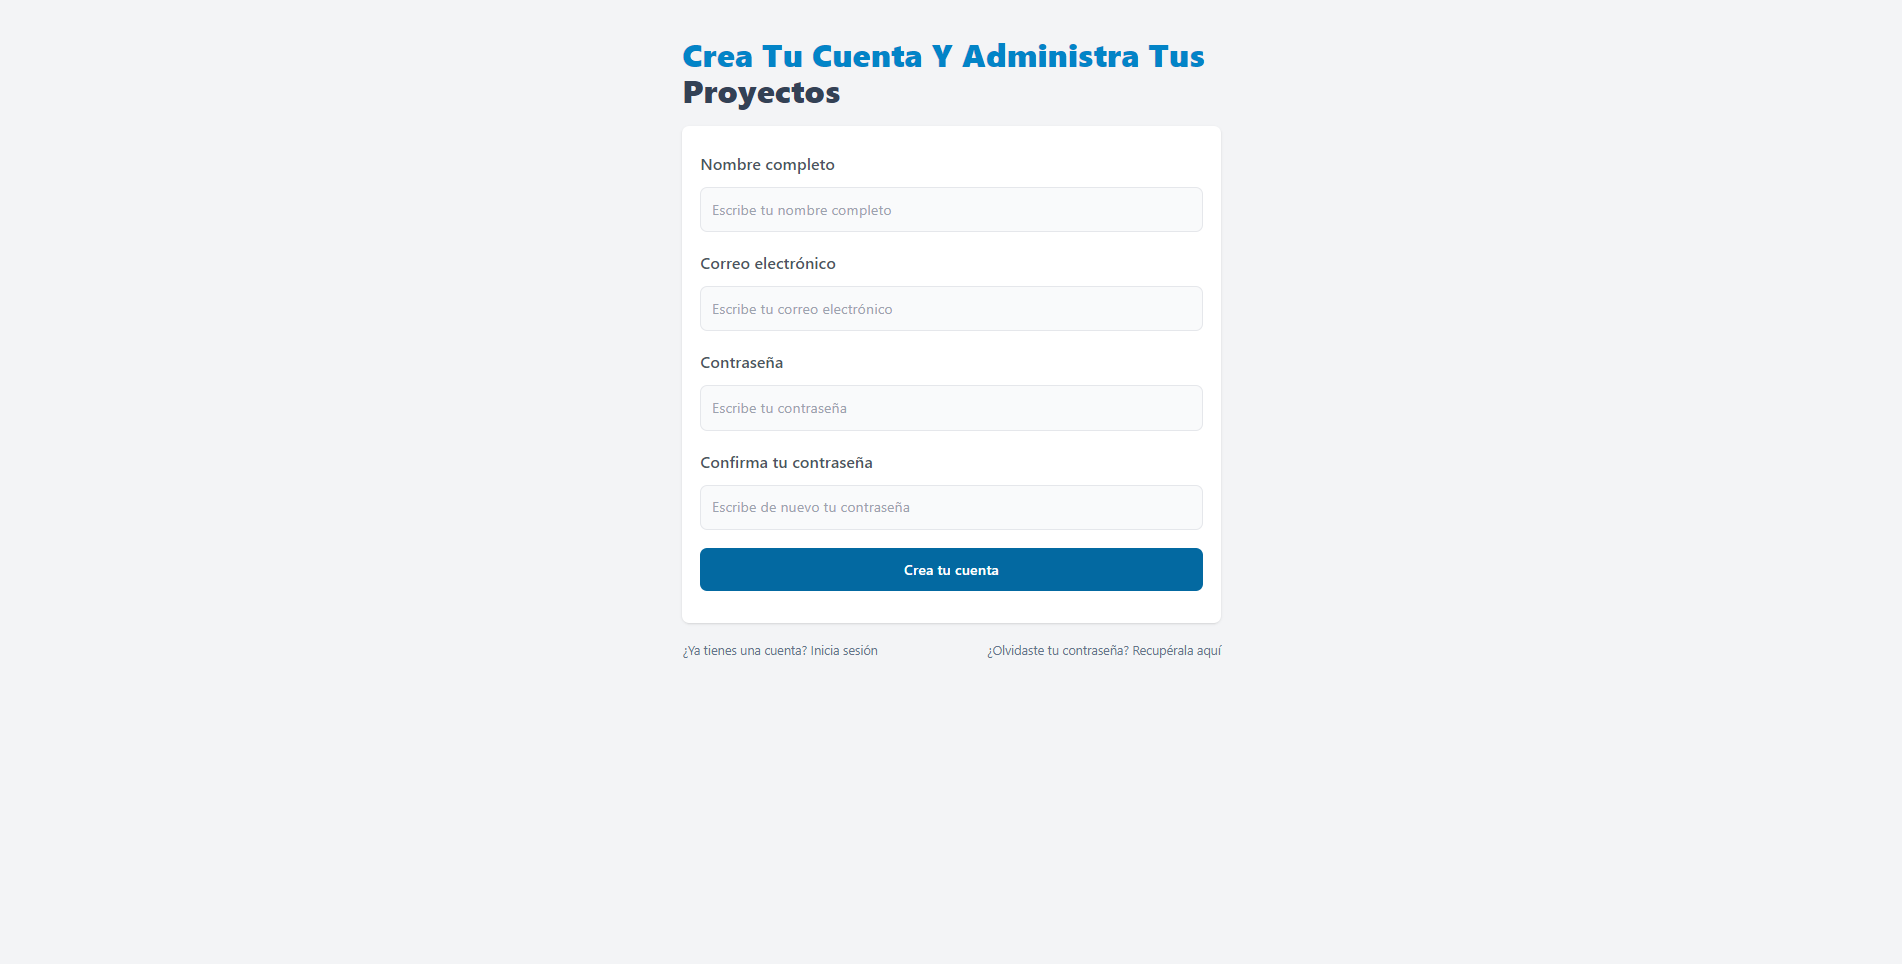 Crea Tu Cuenta Y Administra Tus
Proyectos
Nombre completo
Escribe tu nombre completo
Correo electrónico
Escribe tu correo electrónico
Contraseña
Escribe tu contraseña
Confirma tu contraseña
Escribe de nuevo tu contraseña
Crea tu cuenta
¿Ya tienes una cuenta? Inicia sesión
¿Olvidaste tu contraseña? Recupérala aquí